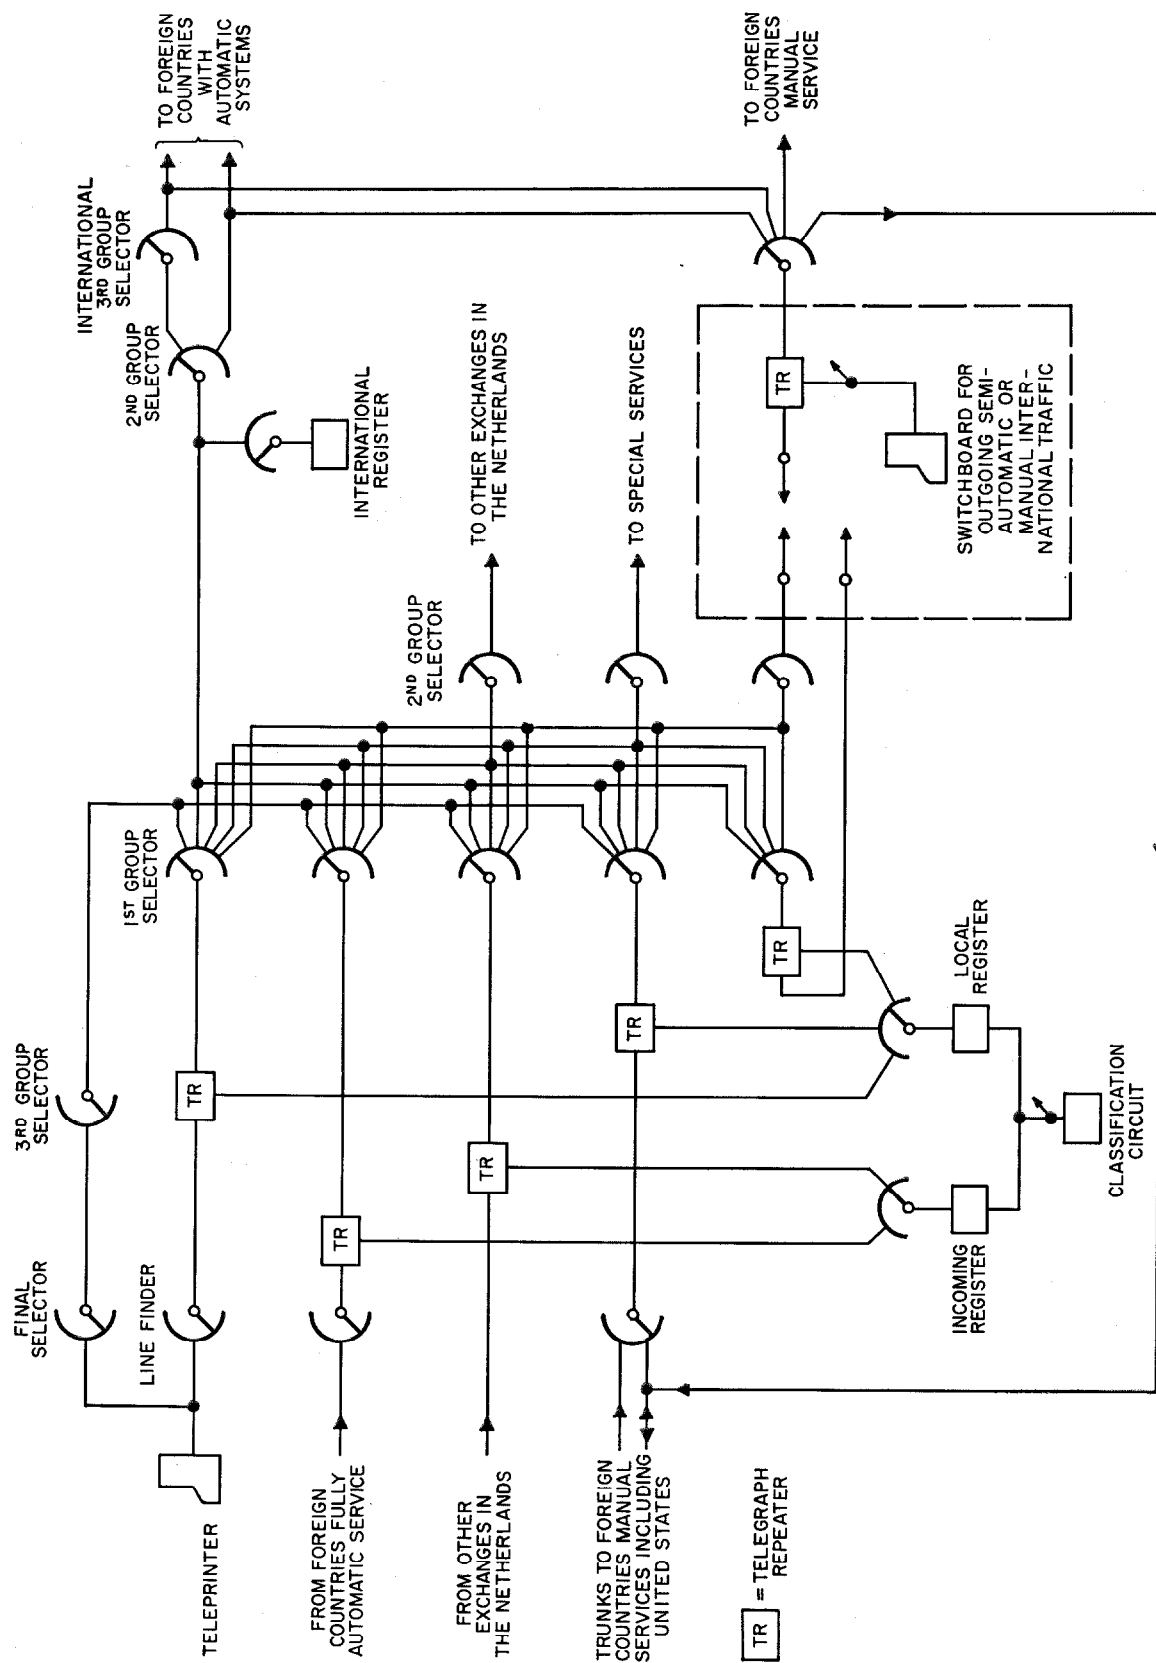 TELEPRINTER
FINAL
SELECTOR
LINE FINDER
3RD GROUP
SELECTOR
1ST GROUP
SELECTOR
2ND GROUP
SELECTOR
INTERNATIONAL
3RD GROUP
SELECTOR
TO FOREIGN
COUNTRIES
WITH
AUTOMATIC
SYSTEMS
INTERNATIONAL
REGISTER
TR
FROM FOREIGN
COUNTRIES FULLY
AUTOMATIC SERVICE
TR
FROM OTHER
EXCHANGES IN
THE NETHERLANDS
TR
2ND GROUP
SELECTOR
TO OTHER EXCHANGES IN
THE NETHERLANDS
TRUNKS TO FOREIGN
COUNTRIES MANUAL
SERVICES INCLUDING
UNITED STATES
TR
TO SPECIAL SERVICES
TR
TR
TO FOREIGN
COUNTRIES
MANUAL
SERVICE
SWITCHBOARD FOR
OUTGOING SEMI-
AUTOMATIC OR
MANUAL INTER-
NATIONAL TRAFFIC
INCOMING
REGISTER
LOCAL
REGISTER
CLASSIFICATION
CIRCUIT
TR = TELEGRAPH
REPEATER